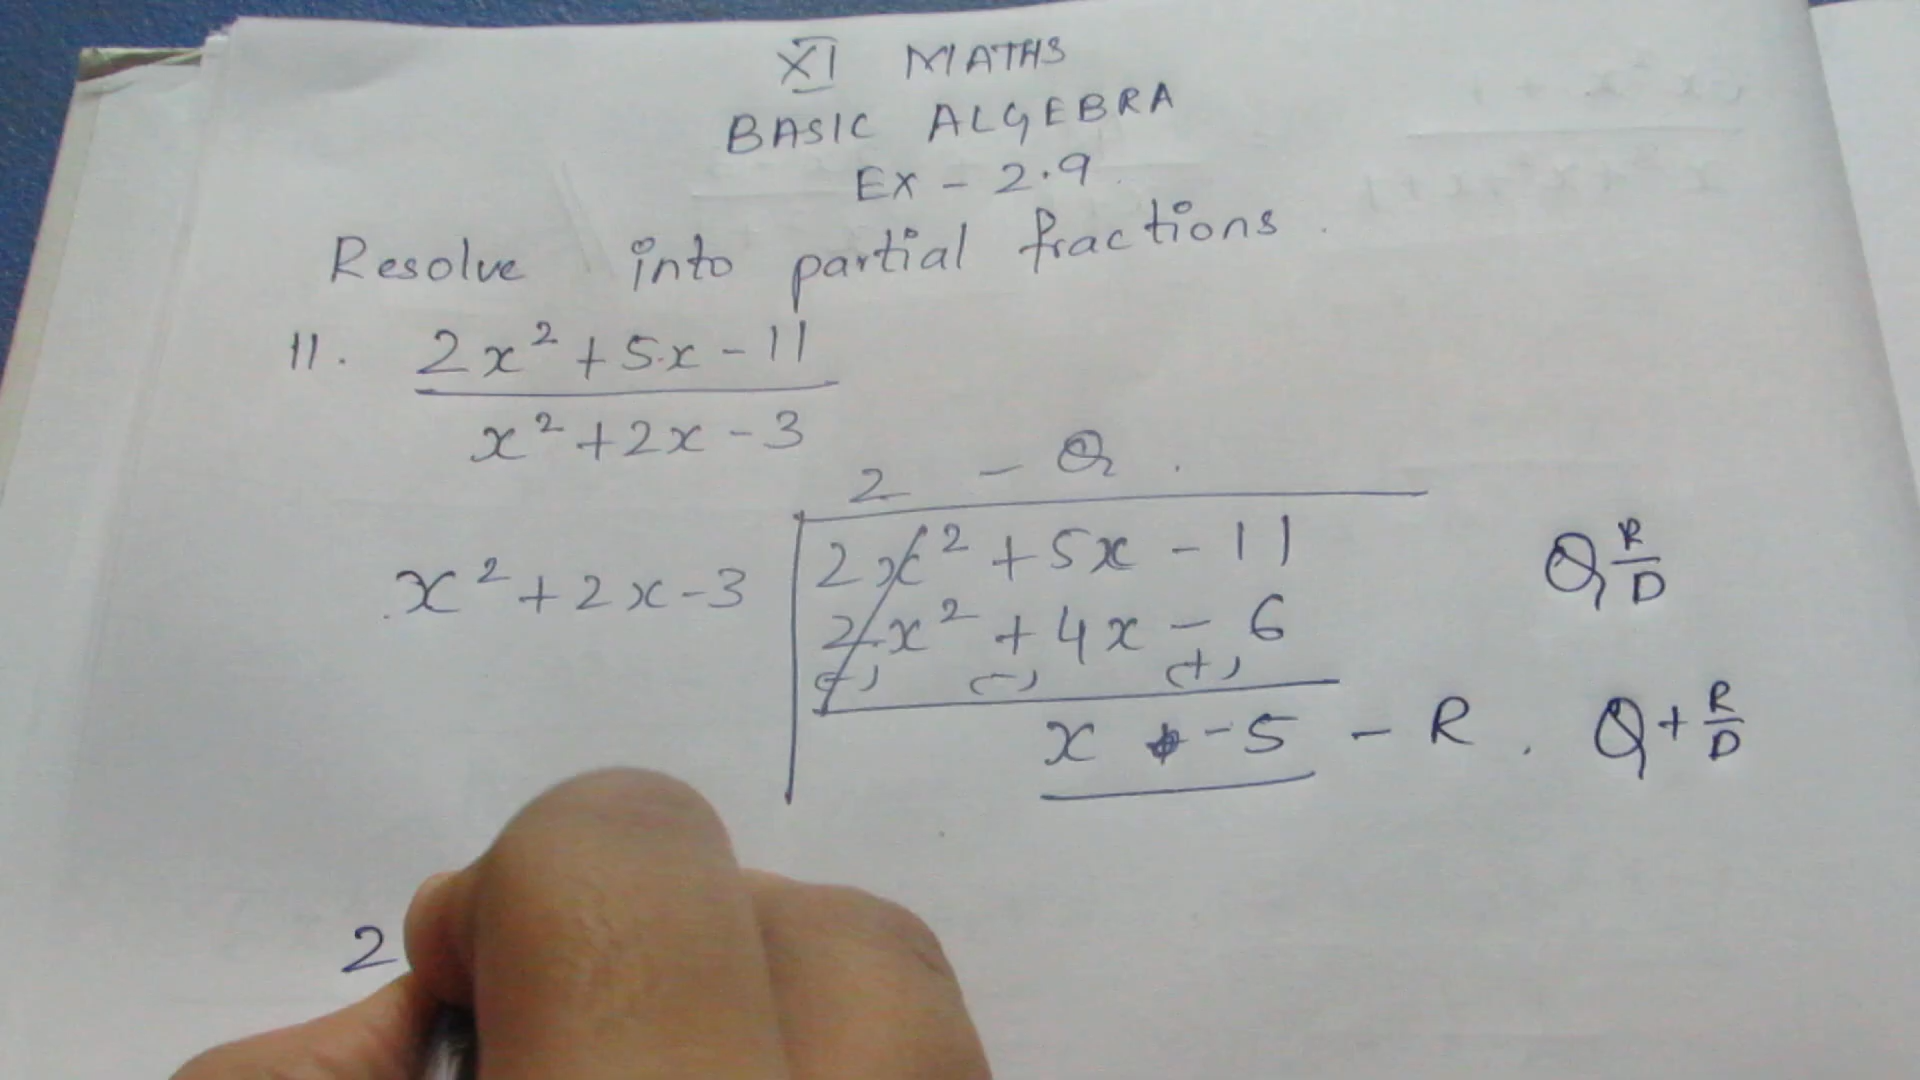 XI MATHS
BASIC ALGEBRA
EX - 2.9
Resolve into partial fractions.
11. 2x² + 5x - 11
x² + 2x - 3
2 - Q.
x² + 2x - 3 2x² + 5x - 11
Q R/D
2x² + 4x - 6
(-) (-) (+)
x - 5 - R. Q + R/D
2